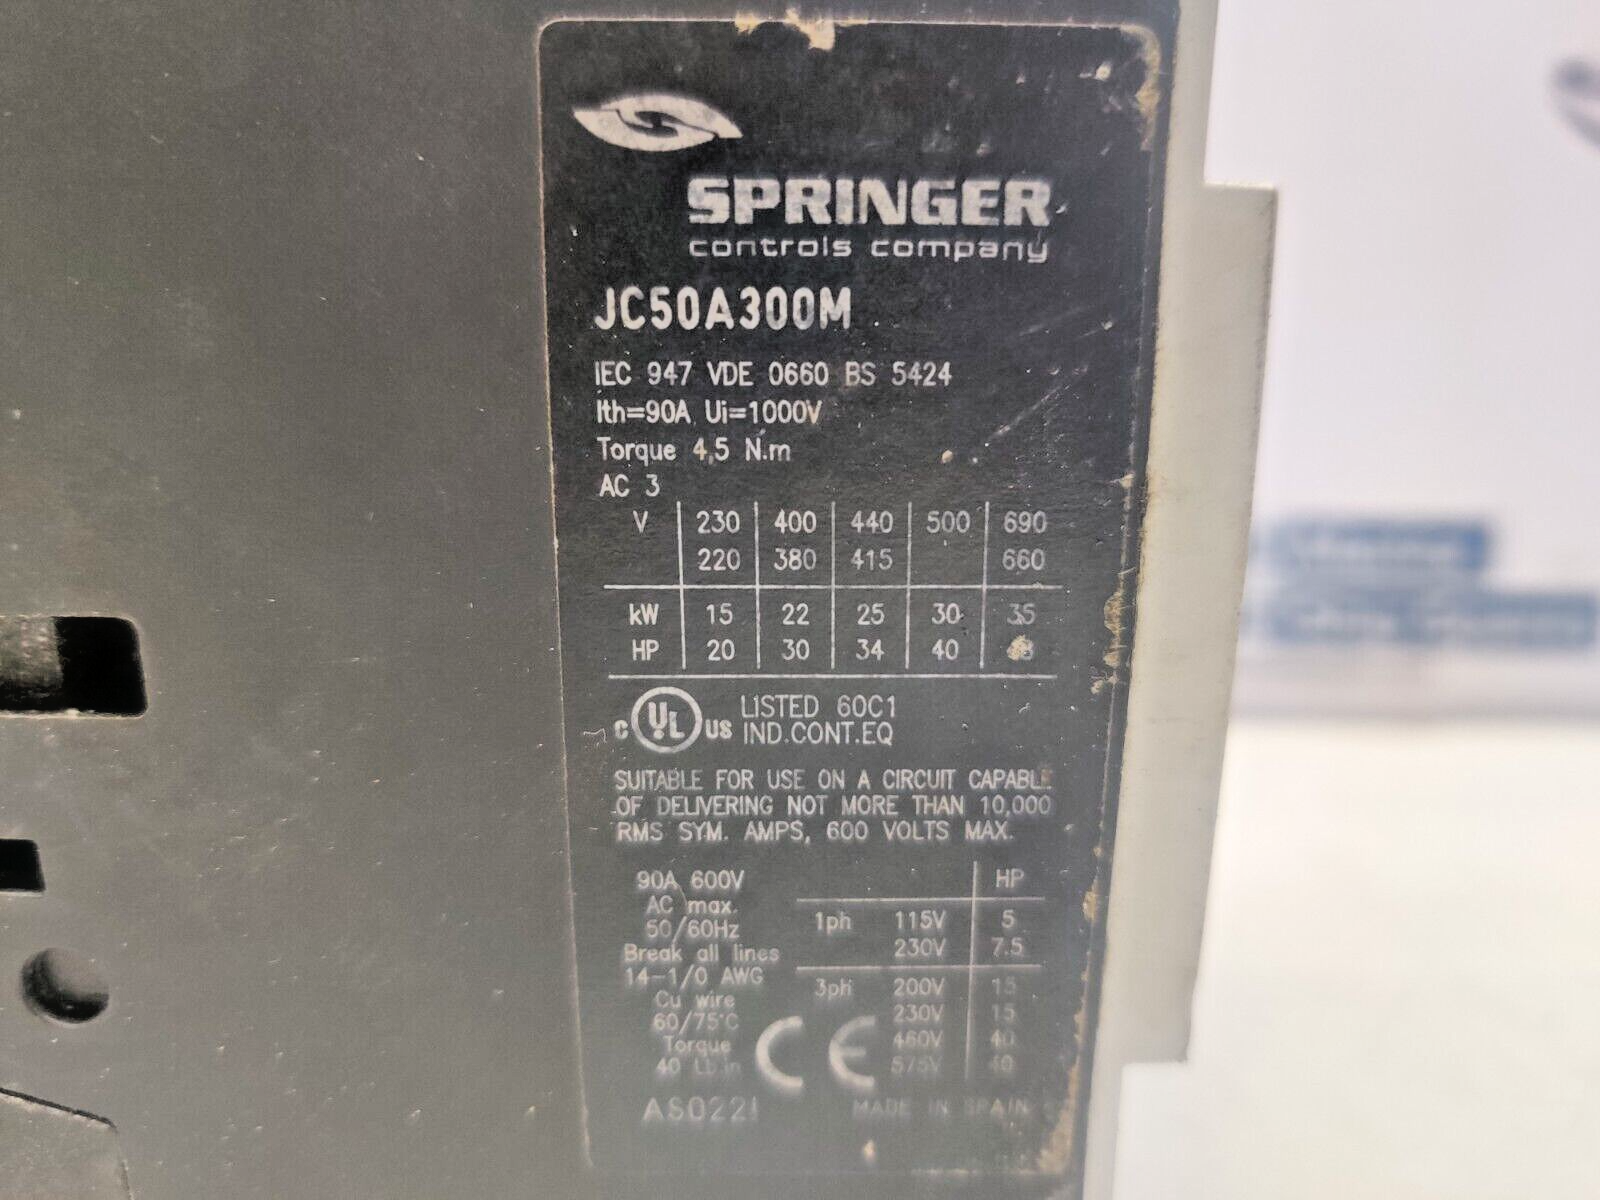 SPRINGER
controls company
JC50A300M
IEC 947 VDE 0660 BS 5424
Ith=90A Ui=1000V
Torque 4,5 N.m
AC 3
V 230 400 440 500 690
220 380 415 660
kW 15 22 25 30 35
HP 20 30 34 40
c UL US LISTED 60C1
IND.CONT.EQ
SUITABLE FOR USE ON A CIRCUIT CAPABLE
OF DELIVERING NOT MORE THAN 10,000
RMS SYM. AMPS, 600 VOLTS MAX.
90A 600V
AC max.
50/60Hz
Break all lines
14-1/0 AWG
Cu wire
60/75°C
Torque
40 Lb.in
HP
1ph 115V 5
230V 7.5
3ph 200V 15
230V 15
460V 40
575V 40
CE
AS022I
MADE IN SPAIN